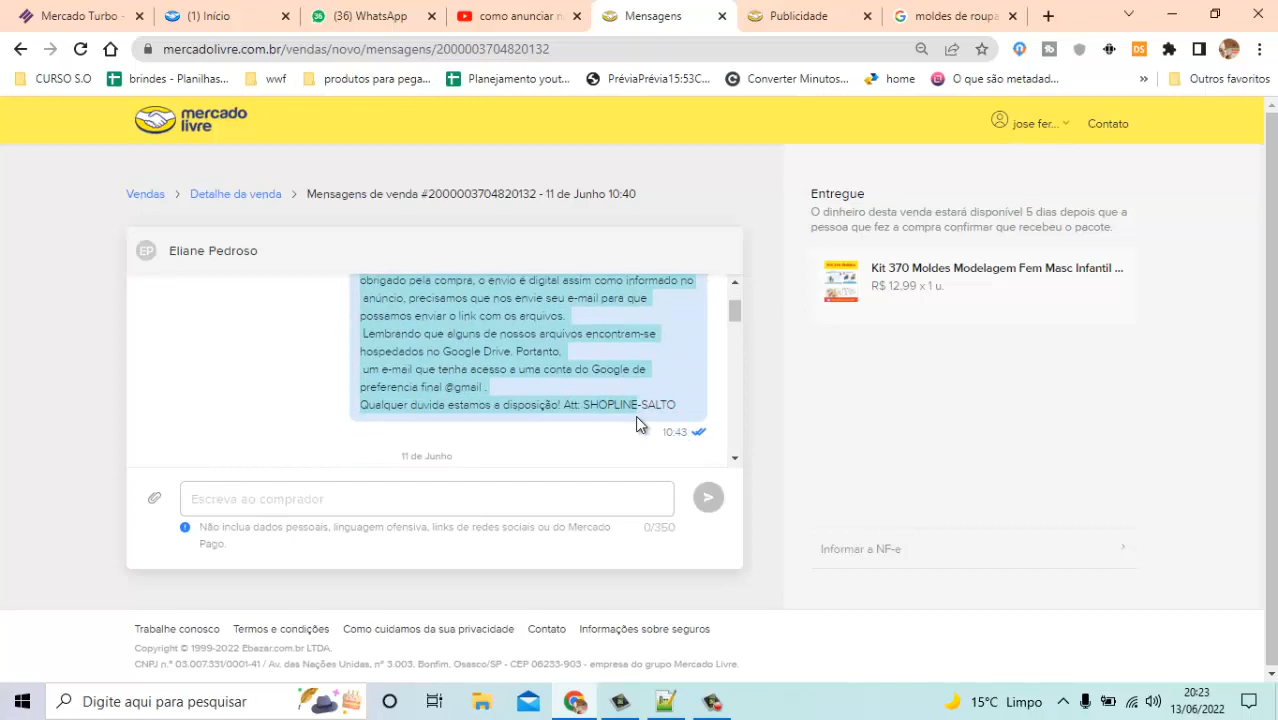 Mercado Turbo
(1) Início
(36) WhatsApp
como anunciar n
Mensagens
Publicidade
moldes de roupa
mercadolivre.com.br/vendas/novo/mensagens/2000003704820132
CURSO S.O
brindes - Planilhas...
wwf
produtos para pega...
Planejamento yout...
PréviaPrévia15:53C...
Converter Minutos...
home
O que são metadad...
»
Outros favoritos
mercado
livre
jose fer...
Contato
Vendas > Detalhe da venda > Mensagens de venda #2000003704820132 - 11 de Junho 10:40
EP Eliane Pedroso
obrigado pela compra, o envio é digital assim como informado no
anúncio, precisamos que nos envie seu e-mail para que
possamos enviar o link com os arquivos.
Lembrando que alguns de nossos arquivos encontram-se
hospedados no Google Drive. Portanto,
um e-mail que tenha acesso a uma conta do Google de
preferencia final @gmail .
Qualquer duvida estamos a disposição! Att: SHOPLINE-SALTO
10:43
11 de Junho
Escreva ao comprador
Não inclua dados pessoais, linguagem ofensiva, links de redes sociais ou do Mercado
Pago.
0/350
Entregue
O dinheiro desta venda estará disponível 5 dias depois que a
pessoa que fez a compra confirmar que recebeu o pacote.
Kit 370 Moldes Modelagem Fem Masc Infantil ...
R$ 12,99 x 1 u.
Informar a NF-e
Trabalhe conosco Termos e condições Como cuidamos da sua privacidade Contato Informações sobre seguros
Copyright © 1999-2022 Ebazar.com.br LTDA.
CNPJ n.º 03.007.331/0001-41 / Av. das Nações Unidas, nº 3.003, Bonfim, Osasco/SP - CEP 06233-903 - empresa do grupo Mercado Livre.
Digite aqui para pesquisar
15°C Limpo
20:23
13/06/2022